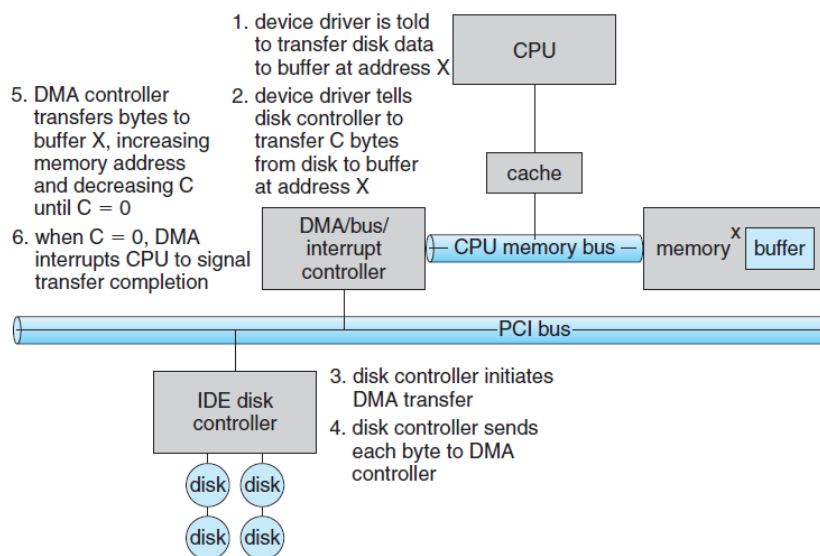 1. device driver is told
to transfer disk data
to buffer at address X
2. device driver tells
disk controller to
transfer C bytes
from disk to buffer
at address X
CPU
5. DMA controller
transfers bytes to
buffer X, increasing
memory address
and decreasing C
until C = 0
6. when C = 0, DMA
interrupts CPU to signal
transfer completion
cache
DMA/bus/
interrupt
controller
CPU memory bus
memory
X
buffer
PCI bus
IDE disk
controller
3. disk controller initiates
DMA transfer
4. disk controller sends
each byte to DMA
controller
disk
disk
disk
disk